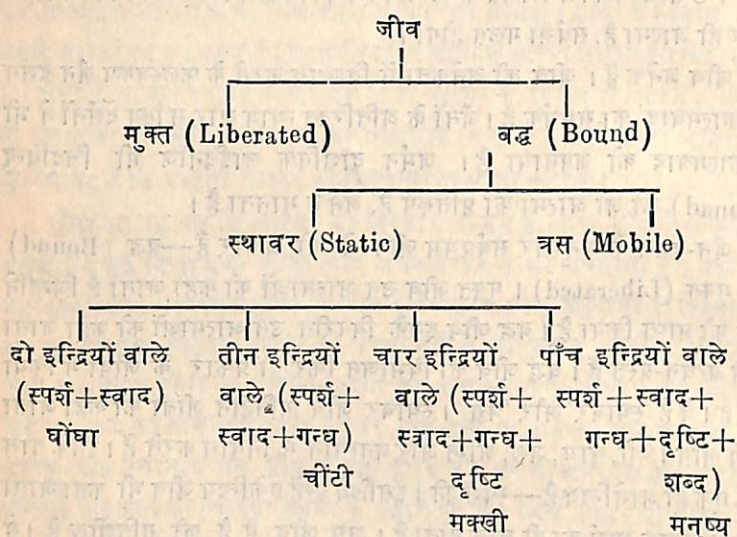 जीव
मुक्त (Liberated) बद्ध (Bound)
स्थावर (Static) त्रस (Mobile)
दो इन्द्रियों वाले तीन इन्द्रियों चार इन्द्रियों पाँच इन्द्रियों वाले
(स्पर्श+स्वाद) वाले (स्पर्श+ वाले (स्पर्श+ स्पर्श+स्वाद+
घोंघा स्वाद+गन्ध) स्वाद+गन्ध+ गन्ध+दृष्टि+
चींटी दृष्टि शब्द)
मक्खी मनष्य